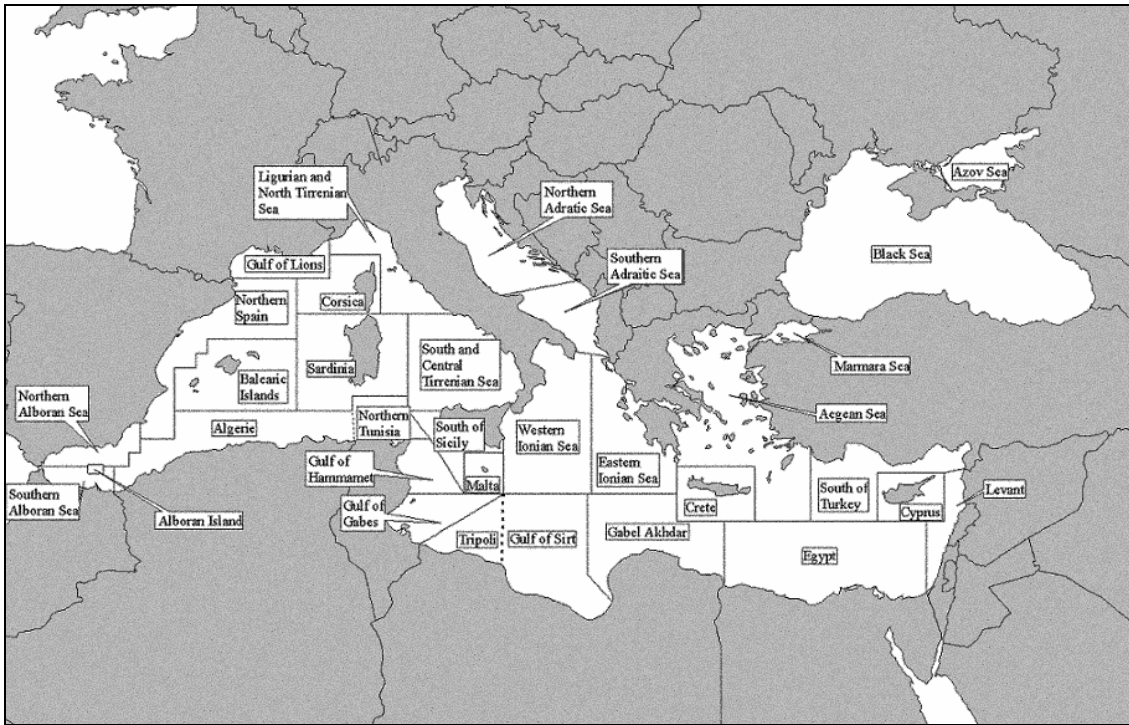 Ligurian and
North Tirrenian
Sea
Northern
Adratic Sea
Azov Sea
Gulf of Lions
Southern
Adraitic Sea
Black Sea
Northern
Spain
Corsica
Marmara Sea
Balearic
Islands
Sardinia
South and
Central
Tirrenian Sea
Northern
Alboran Sea
Aegean Sea
Algerie
Northern
Tunisia
South of
Sicily
Western
Ionian Sea
Gulf of
Hammamet
Malta
Eastern
Ionian Sea
Southern
Alboran Sea
Alboran Island
Gulf of
Gabes
Crete
South of
Turkey
Cyprus
Levant
Tripoli
Gulf of Sirt
Gabel Akhdar
Egypt